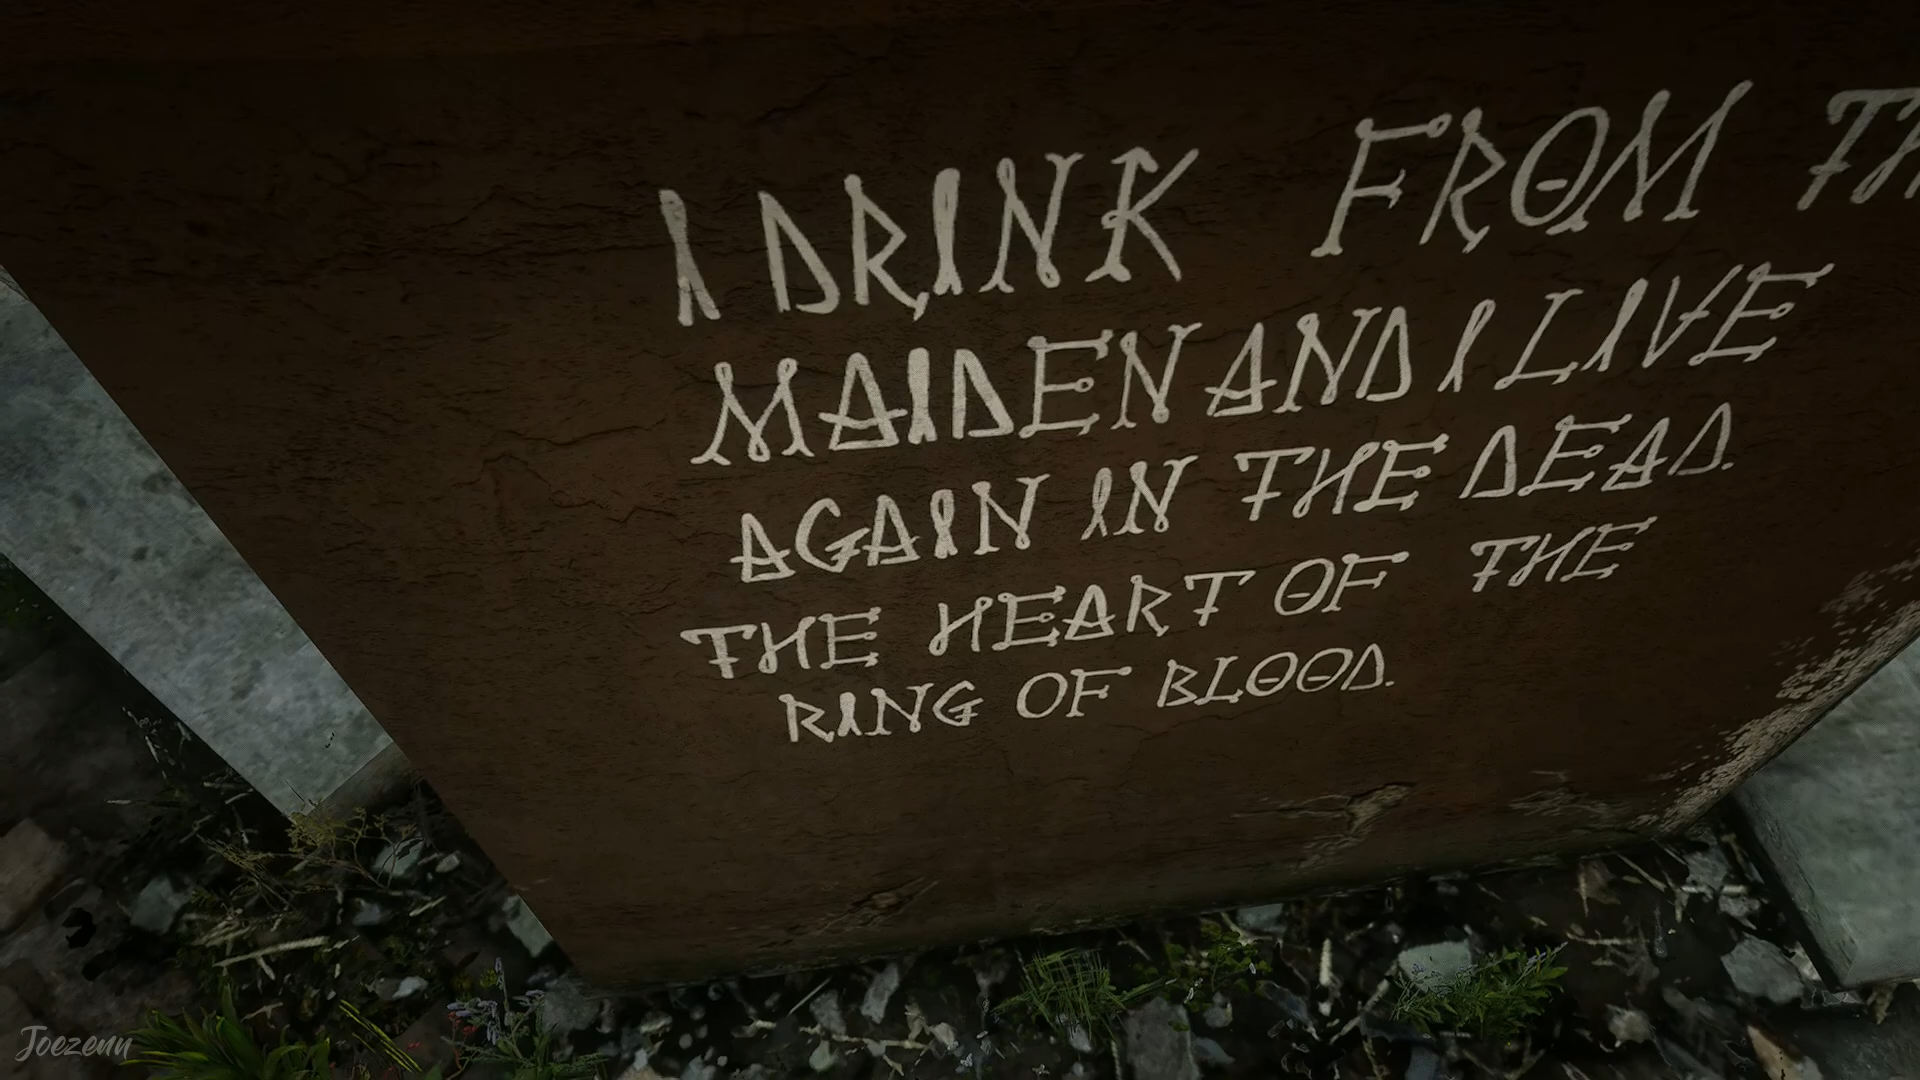 I DRINK FROM TH
MAIDEN AND I LIVE
AGAIN IN THE DEAD.
THE HEART OF THE
RING OF BLOOD.
Joezenn